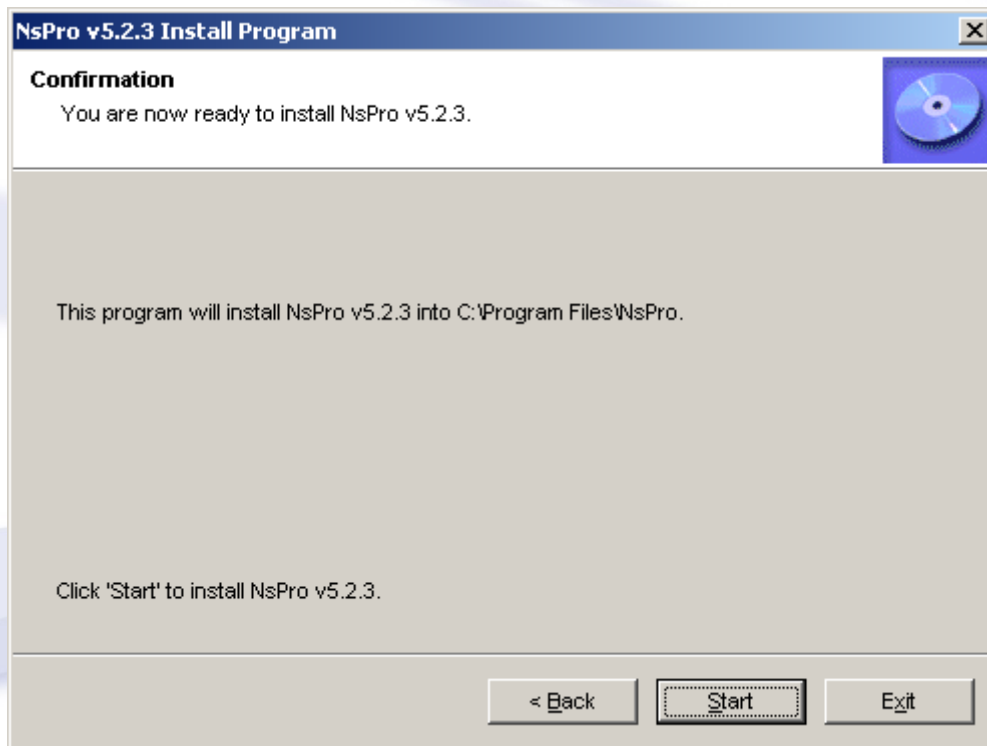 NsPro v5.2.3 Install Program
Confirmation
You are now ready to install NsPro v5.2.3.
This program will install NsPro v5.2.3 into C:\Program Files\NsPro.
Click 'Start' to install NsPro v5.2.3.
< Back
Start
Exit